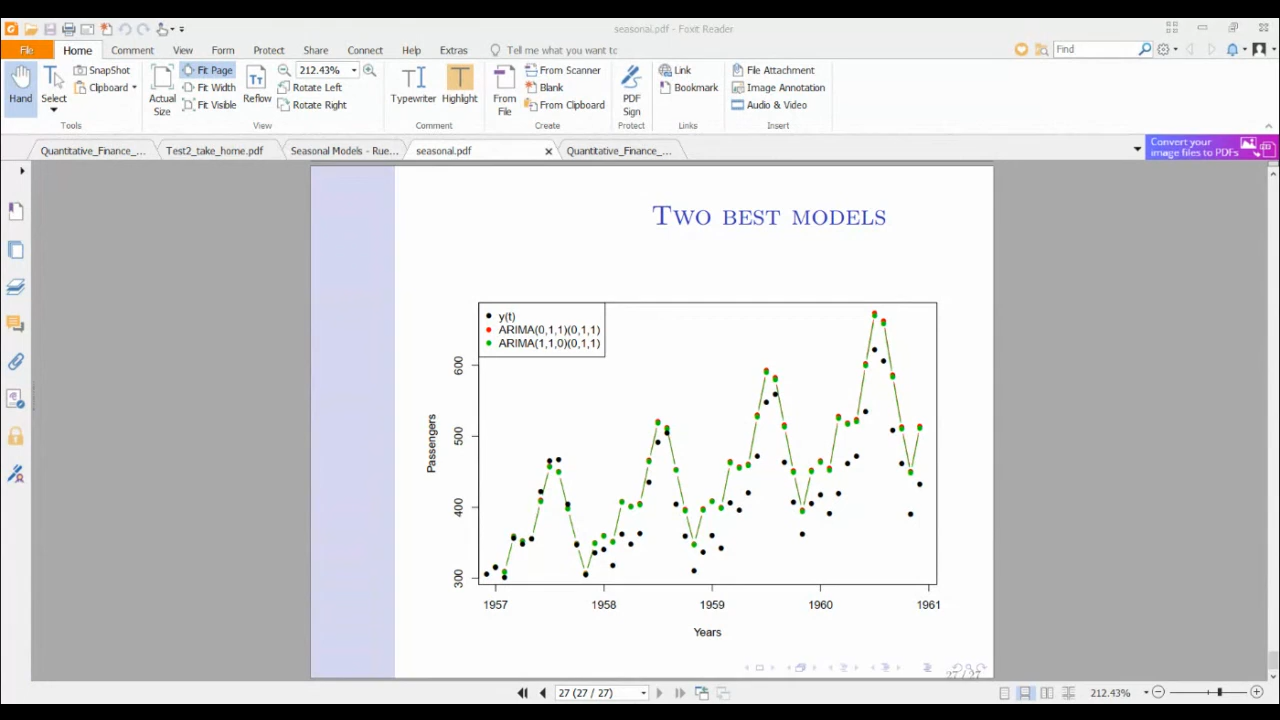 seasonal.pdf - Foxit Reader
File Home Comment View Form Protect Share Connect Help Extras Tell me what you want to Find
Hand
Select
SnapShot
Clipboard
Tools
Actual Size
Fit Page
Fit Width
Fit Visible
Reflow
212.43%
Rotate Left
Rotate Right
View
Typewriter
Highlight
Comment
From File
From Scanner
Blank
From Clipboard
Create
PDF Sign
Protect
Link
Bookmark
Links
File Attachment
Image Annotation
Audio & Video
Insert
Quantitative_Finance_... Test2_take_home.pdf Seasonal Models - Rue... seasonal.pdf Quantitative_Finance_...
Convert your
image files to PDFs
Two best models
y(t)
ARIMA(0,1,1)(0,1,1)
ARIMA(1,1,0)(0,1,1)
600
500
400
300
Passengers
1957 1958 1959 1960 1961
Years
27 / 27
27 (27 / 27)
212.43%